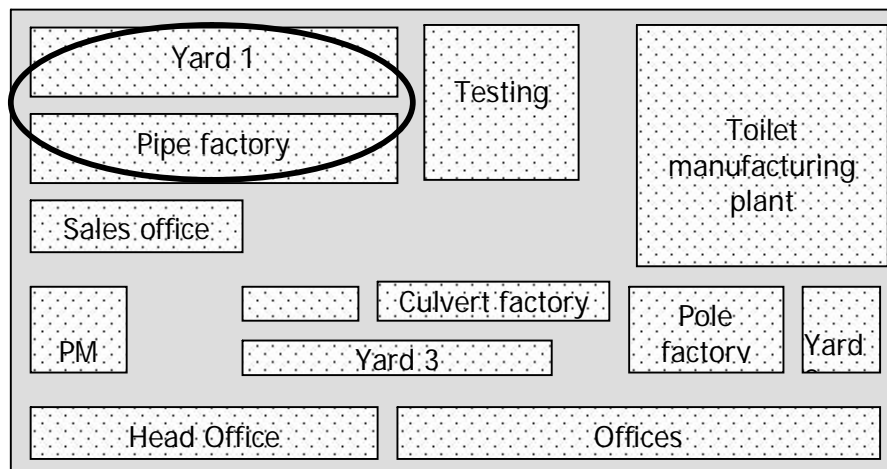 Yard 1
Testing
Toilet
manufacturing
plant
Pipe factory
Sales office
Culvert factory
Pole
factory
Yard
PM
Yard 3
Head Office
Offices